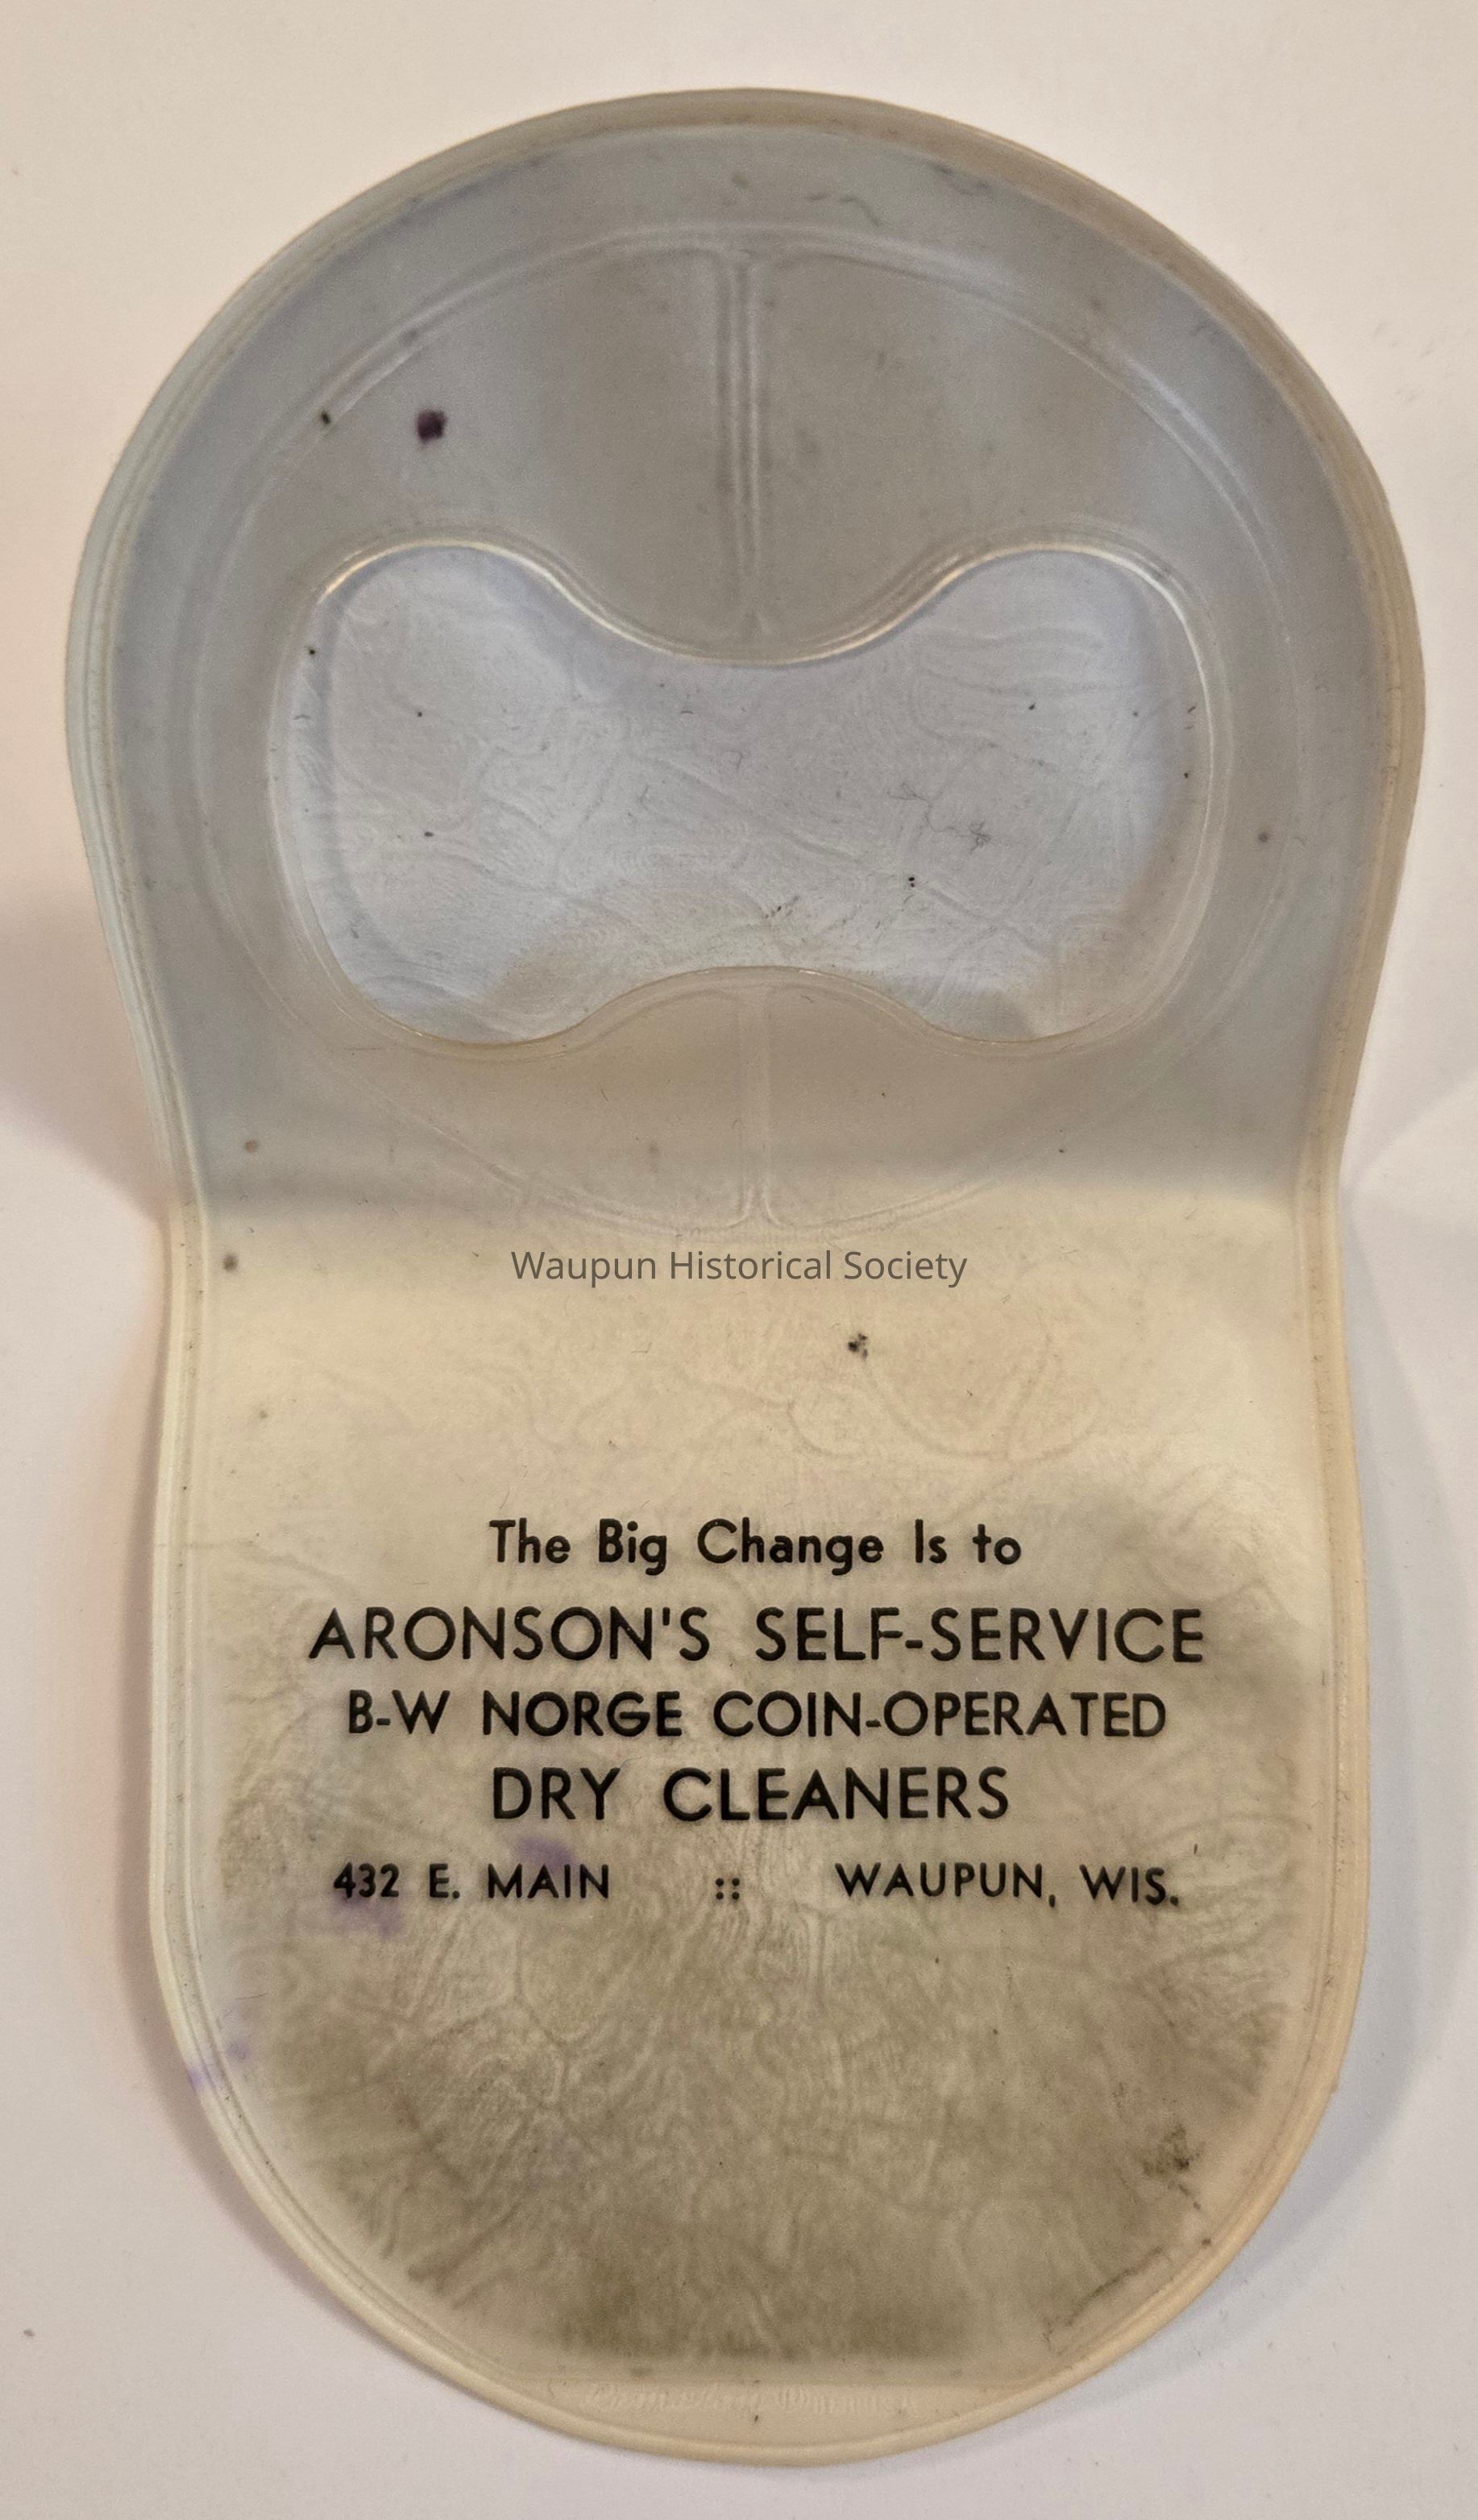 Waupun Historical Society
The Big Change Is to
ARONSON'S SELF-SERVICE
B-W NORGE COIN-OPERATED
DRY CLEANERS
432 E. MAIN :: WAUPUN, WIS.